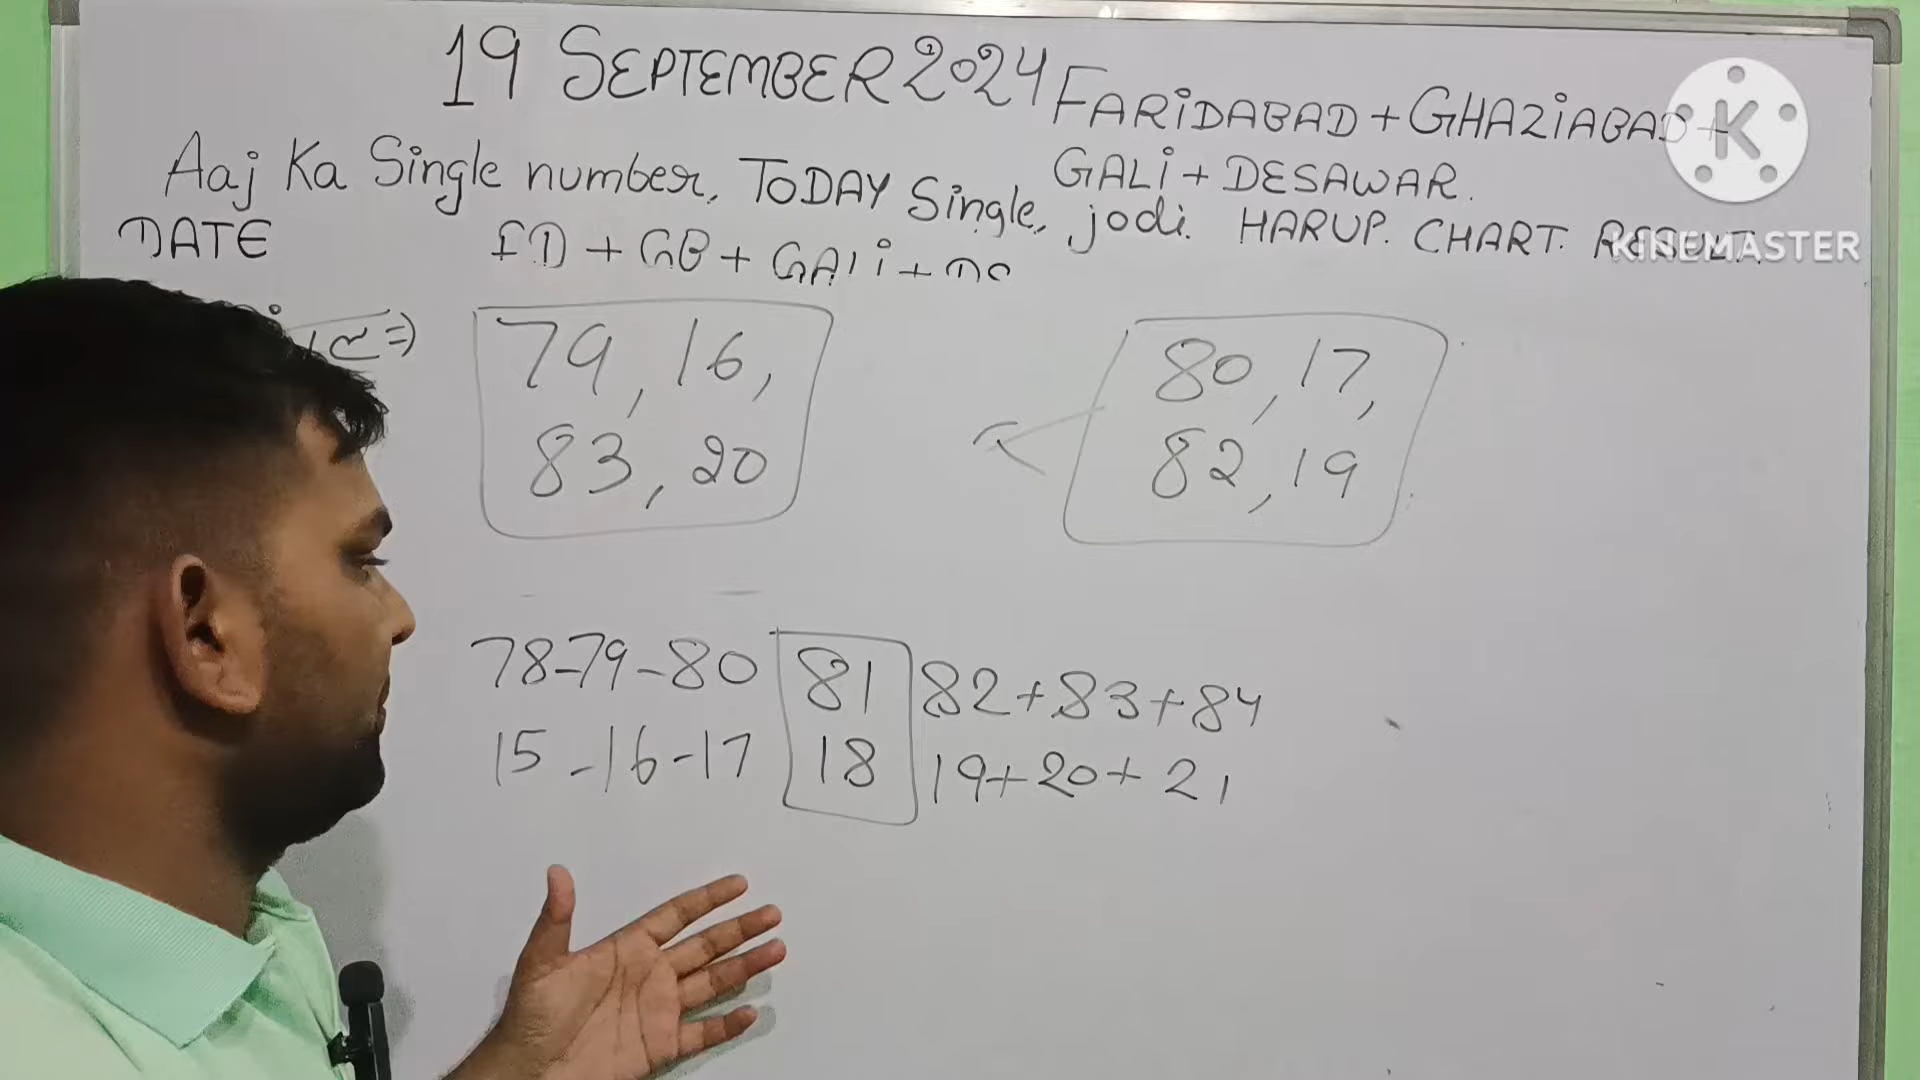 19 SEPTEMBER 2024 FARIDABAD + GHAZIABAD +
Aaj Ka Single number, TODAY Single, GALI + DESAWAR.
jodi. HARUP. CHART. RESULT.
DATE FD + GB + GALI + DS
79, 16, 80, 17,
83, 20 82, 19
78-79-80 81 82+83+84
15-16-17 18 19+20+21
K
KINEMASTER